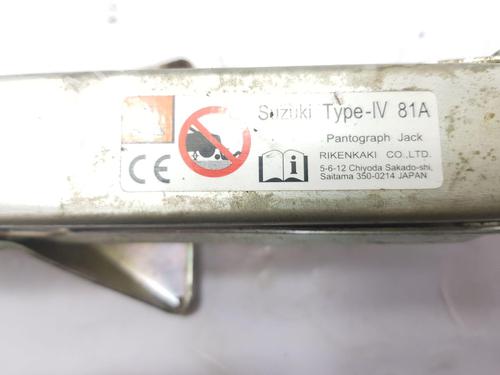 Suzuki Type-IV 81A
Pantograph Jack
RIKENKAKI CO.,LTD.
5-6-12 Chiyoda Sakado-shi,
Saitama 350-0214 JAPAN
CE